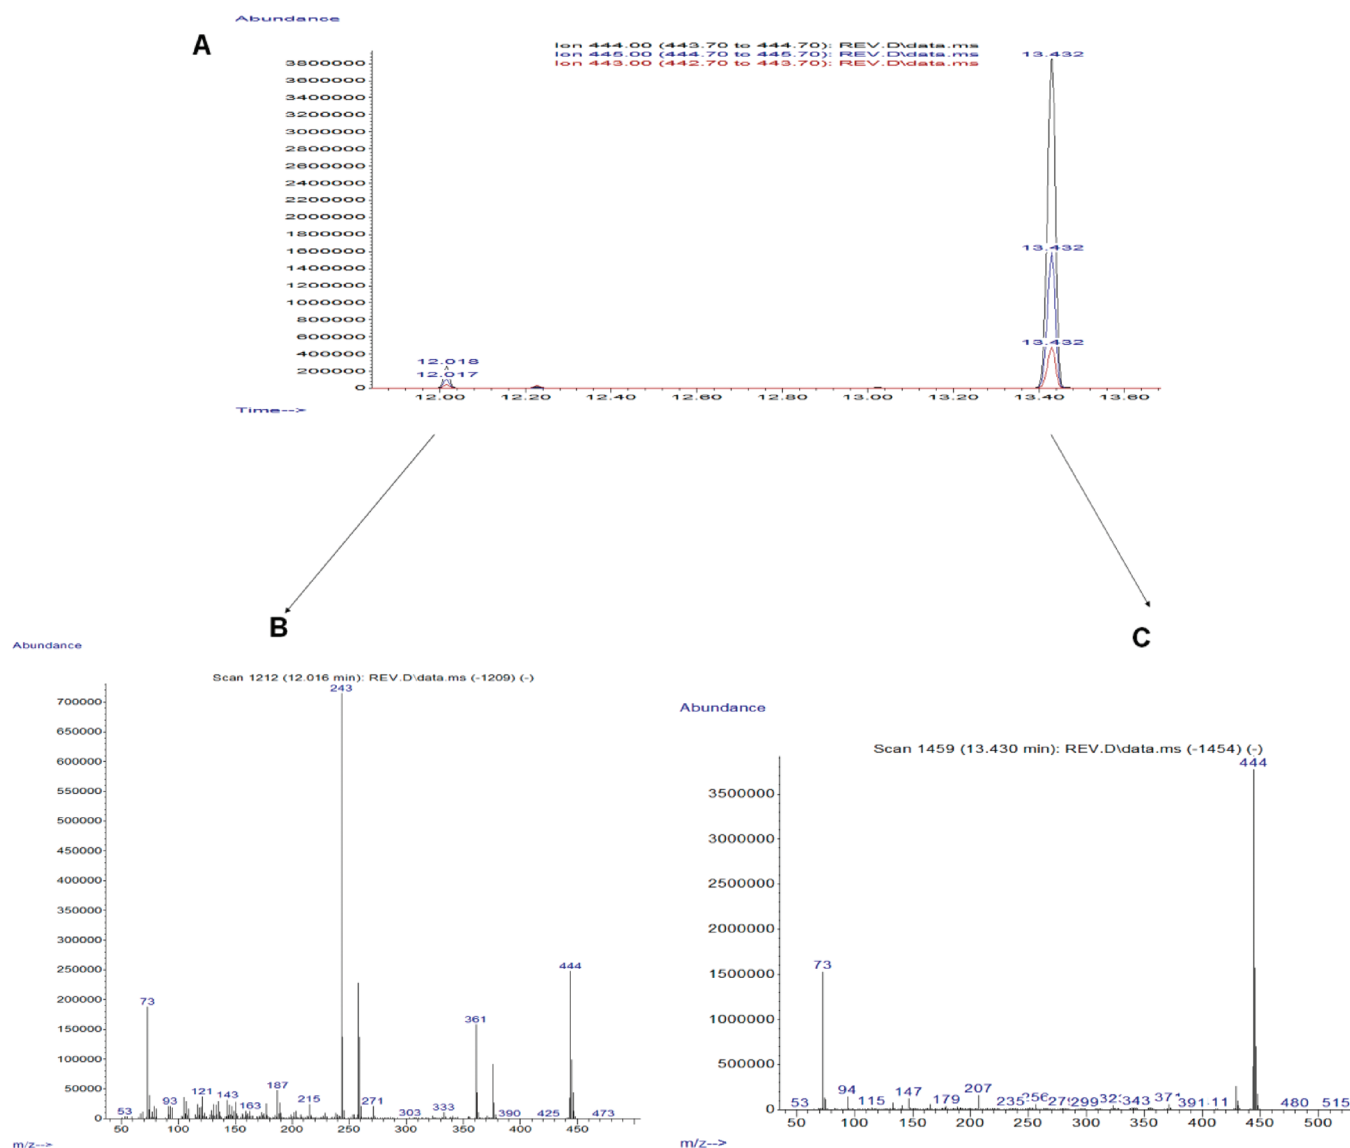 Abundance
A
Ion 444.00 (443.70 to 444.70): REV.D\data.ms
Ion 445.00 (444.70 to 445.70): REV.D\data.ms
Ion 443.00 (442.70 to 443.70): REV.D\data.ms
13.432
3800000
3600000
3400000
3200000
3000000
2800000
2600000
2400000
2200000
2000000
1800000
1600000
13.432
1400000
1200000
1000000
800000
600000
13.432
400000
12.018
200000
12.017
0
12.00 12.20 12.40 12.60 12.80 13.00 13.20 13.40 13.60
Time-->
B
Abundance
Scan 1212 (12.016 min): REV.D\data.ms (-1209) (-)
243
700000
650000
600000
550000
500000
450000
400000
350000
300000
250000
444
200000
73
361
150000
100000
50000
53 93 121 143 163 187 215 271 303 333 390 425 473
0
50 100 150 200 250 300 350 400 450
m/z-->
C
Abundance
Scan 1459 (13.430 min): REV.D\data.ms (-1454) (-)
444
3500000
3000000
2500000
2000000
1500000
73
1000000
500000
53 94 115 147 179 207 235 256 299 343 391 480 515
0
50 100 150 200 250 300 350 400 450 500
m/z-->